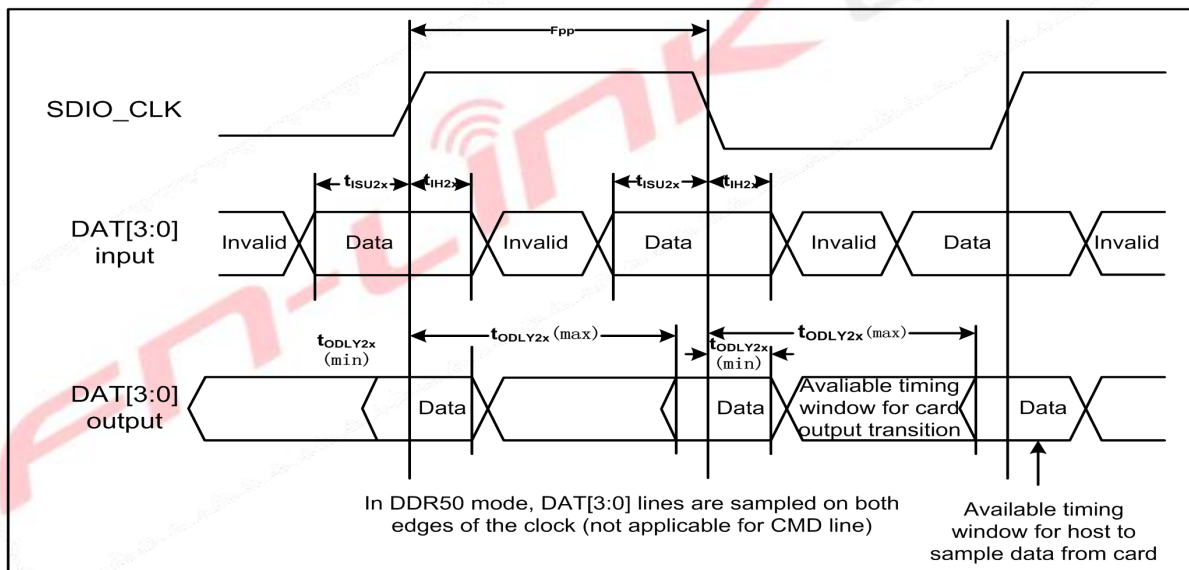 Fpp
SDIO_CLK
tISU2x
tIH2x
tISU2x
tIH2x
DAT[3:0]
input
Invalid
Data
Invalid
Data
Invalid
Data
Invalid
tODLY2x
(min)
tODLY2x (max)
tODLY2x
(min)
tODLY2x (max)
DAT[3:0]
output
Data
Data
Avaliable timing
window for card
output transition
Data
In DDR50 mode, DAT[3:0] lines are sampled on both
edges of the clock (not applicable for CMD line)
Available timing
window for host to
sample data from card
Fn-Link